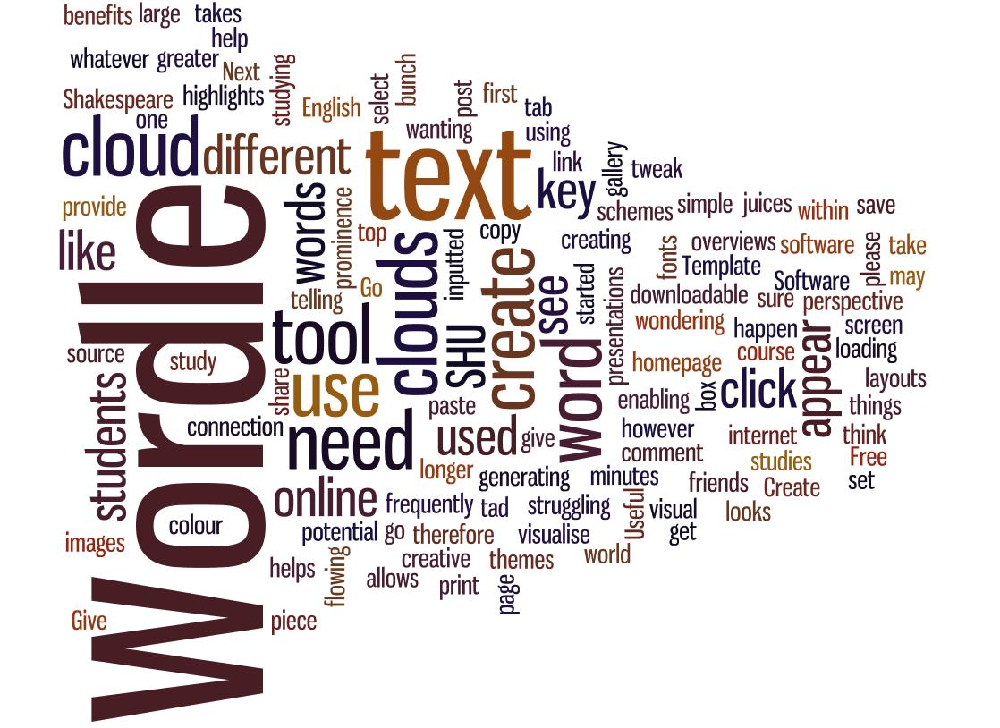 benefits large takes
help
whatever greater
Next
studying
Shakespeare highlights
one
English
select
bunch
post
first
tab
wanting
using
cloud
different
text
link
key
gallery
tweak
schemes
simple
juices
within
save
provide
like
Wordle
words
prominence
top
clouds
inputted
copy
create
creating
see
started
fonts
overviews
software
please
take
Template
Software
may
telling
Go
presentations
downloadable
sure
perspective
tool
SHU
word
wondering
happen
appear
screen
source
study
course
loading
students
share
use
homepage
box
click
layouts
connection
paste
enabling
things
need
used
give
however
internet
think
comment
studies
Free
longer
generating
minutes
friends
Create
set
online
frequently
tad
struggling
Useful
visual
looks
colour
potential
go
therefore
visualise
get
images
helps
flowing
creative
themes
world
allows
print
page
Give
piece